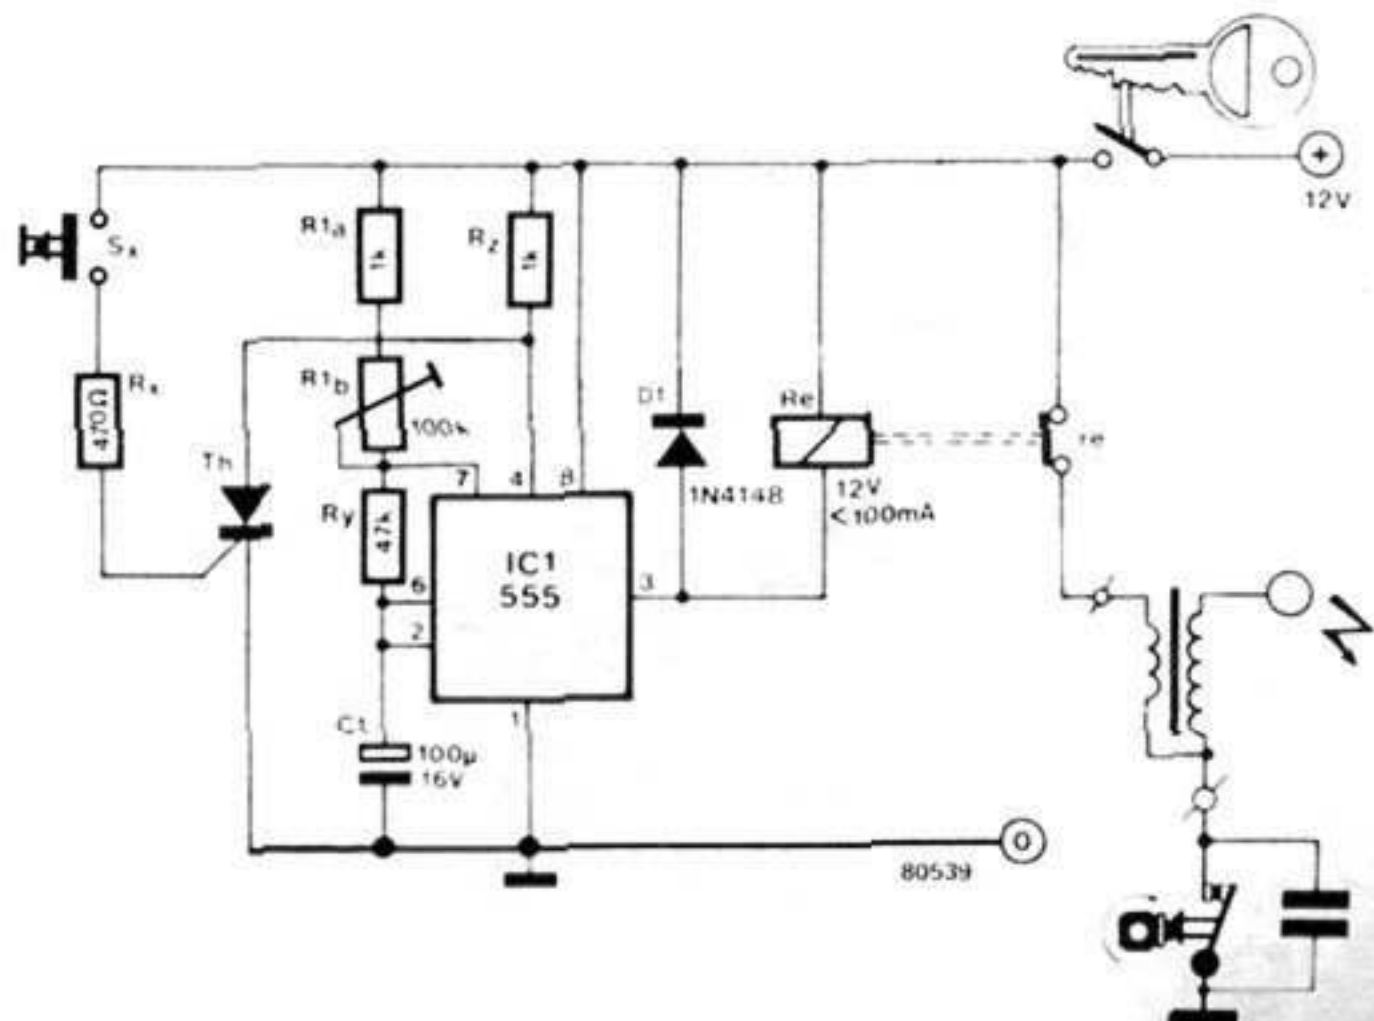 +
12V
Sx
R1a
1k
Rz
1k
Rx
470Ω
R1b
100k
Th
7
4
8
D1
1N4148
Re
12V
<100mA
re
Ry
47k
6
2
IC1
555
3
1
C1
100µ
16V
0
80539